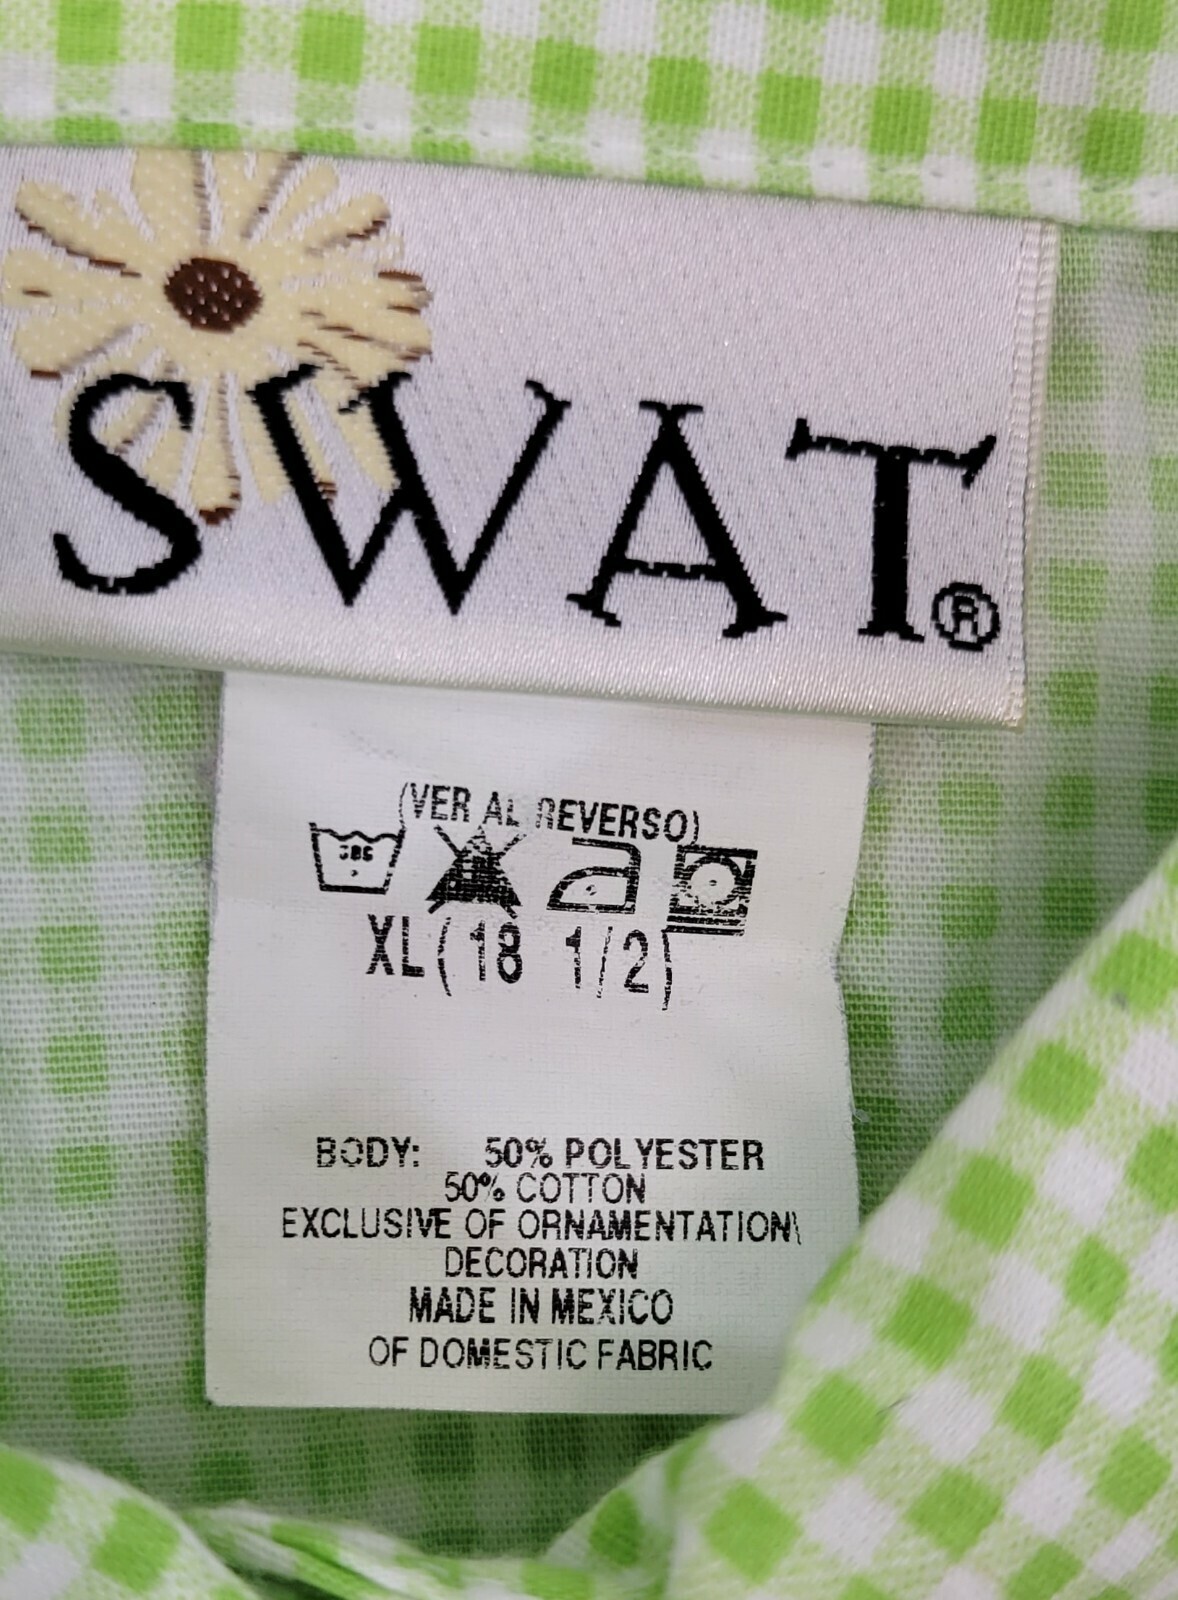 SWAT®
(VER AL REVERSO)
XL(18 1/2)
BODY: 50% POLYESTER
50% COTTON
EXCLUSIVE OF ORNAMENTATION\
DECORATION
MADE IN MEXICO
OF DOMESTIC FABRIC